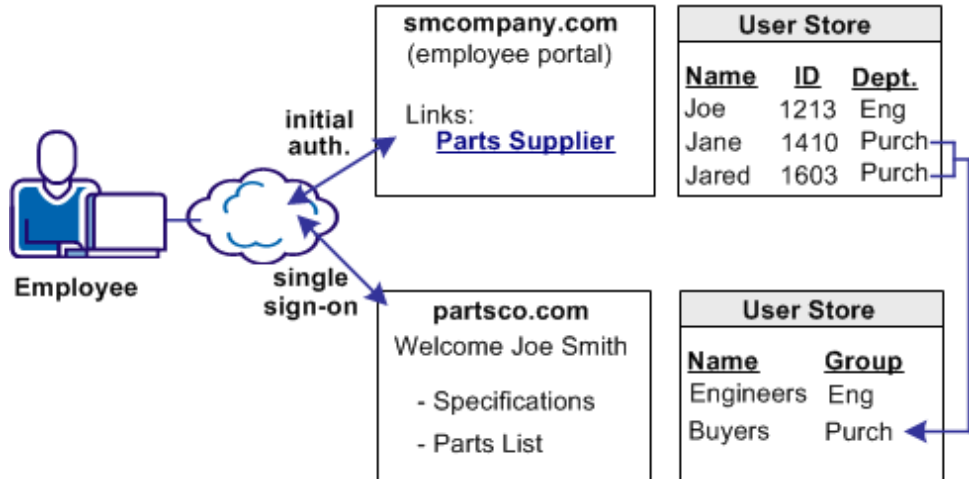 smcompany.com
(employee portal)
Links:
Parts Supplier
User Store
Name ID Dept.
Joe 1213 Eng
Jane 1410 Purch
Jared 1603 Purch
initial
auth.
Employee
single
sign-on
partsco.com
Welcome Joe Smith
- Specifications
- Parts List
User Store
Name Group
Engineers Eng
Buyers Purch